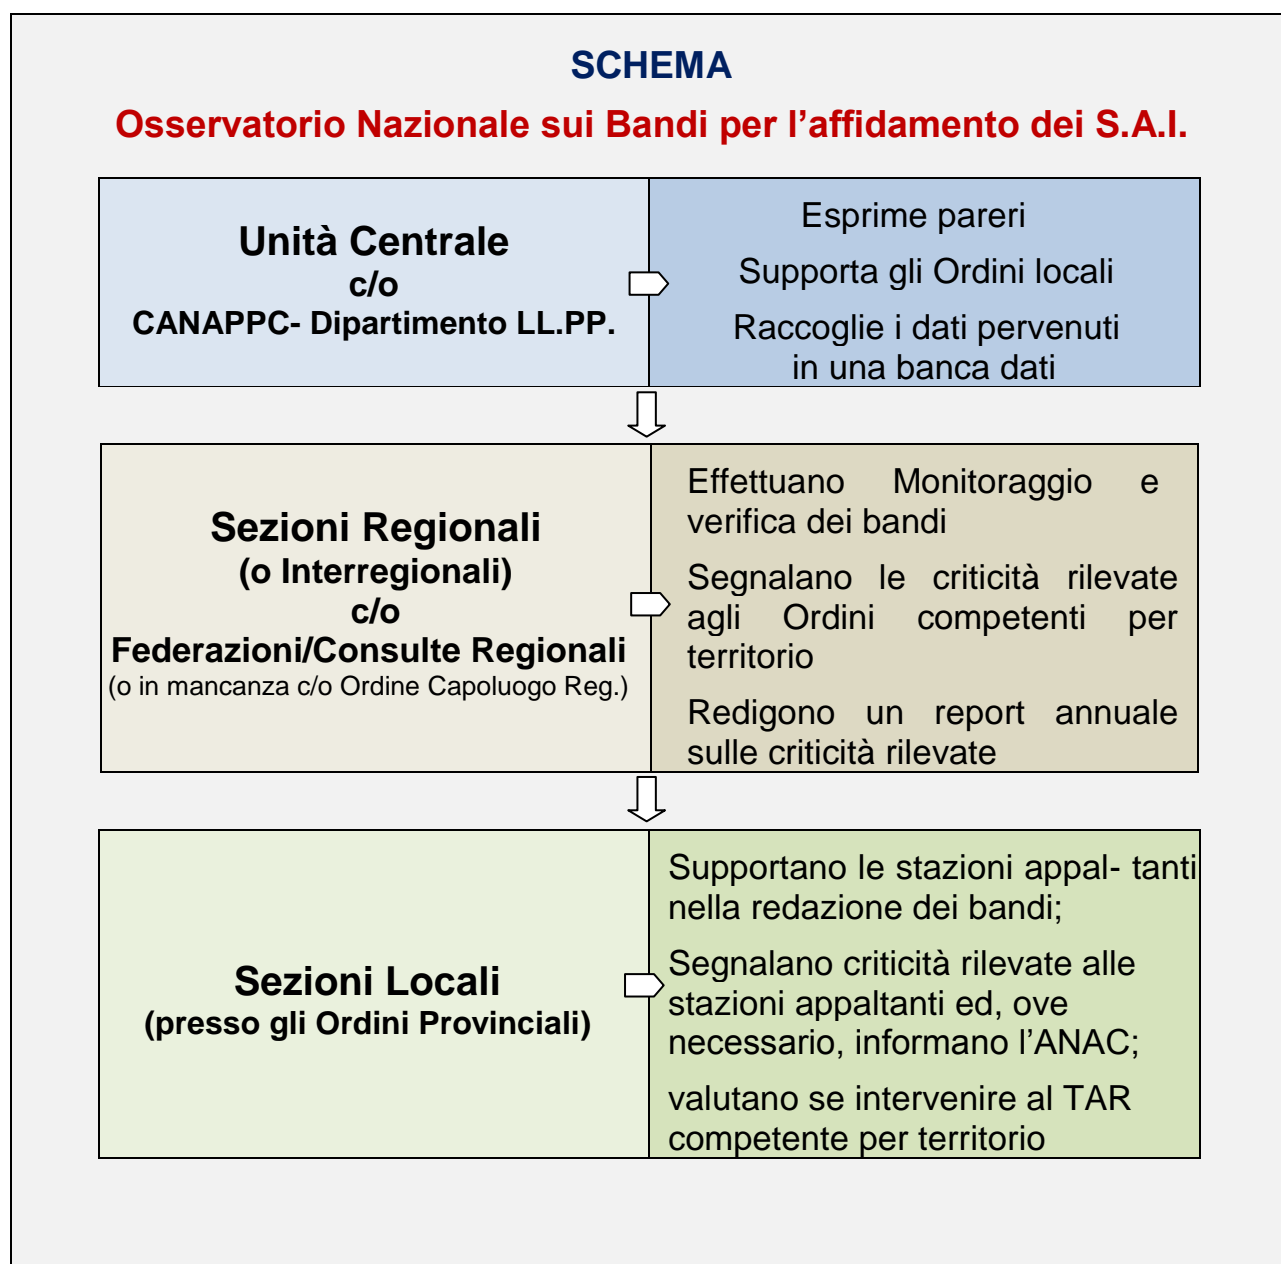 SCHEMA
Osservatorio Nazionale sui Bandi per l’affidamento dei S.A.I.
Unità Centrale
c/o
CANAPPC- Dipartimento LL.PP.
Esprime pareri
Supporta gli Ordini locali
Raccoglie i dati pervenuti
in una banca dati
Sezioni Regionali
(o Interregionali)
c/o
Federazioni/Consulte Regionali
(o in mancanza c/o Ordine Capoluogo Reg.)
Effettuano Monitoraggio e
verifica dei bandi
Segnalano le criticità rilevate
agli Ordini competenti per
territorio
Redigono un report annuale
sulle criticità rilevate
Sezioni Locali
(presso gli Ordini Provinciali)
Supportano le stazioni appal- tanti
nella redazione dei bandi;
Segnalano criticità rilevate alle
stazioni appaltanti ed, ove
necessario, informano l’ANAC;
valutano se intervenire al TAR
competente per territorio